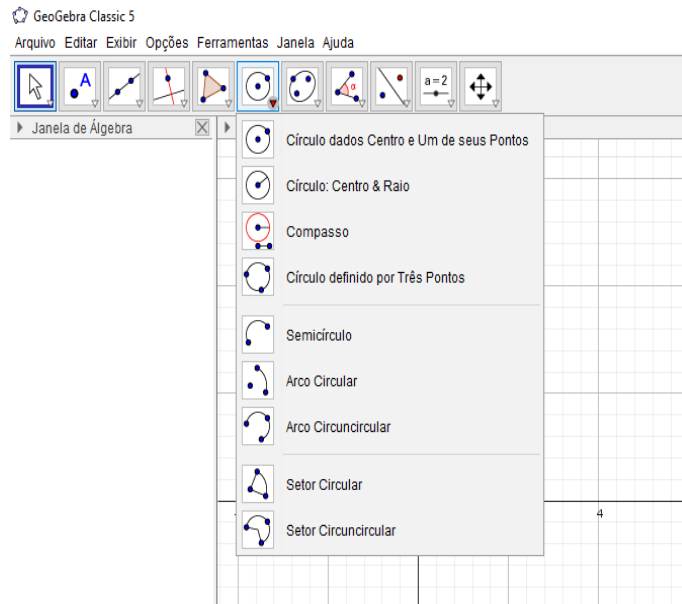 GeoGebra Classic 5
Arquivo Editar Exibir Opções Ferramentas Janela Ajuda
A
α
a=2
Janela de Álgebra
Círculo dados Centro e Um de seus Pontos
Círculo: Centro & Raio
Compasso
Círculo definido por Três Pontos
Semicírculo
Arco Circular
Arco Circuncircular
Setor Circular
Setor Circuncircular
4